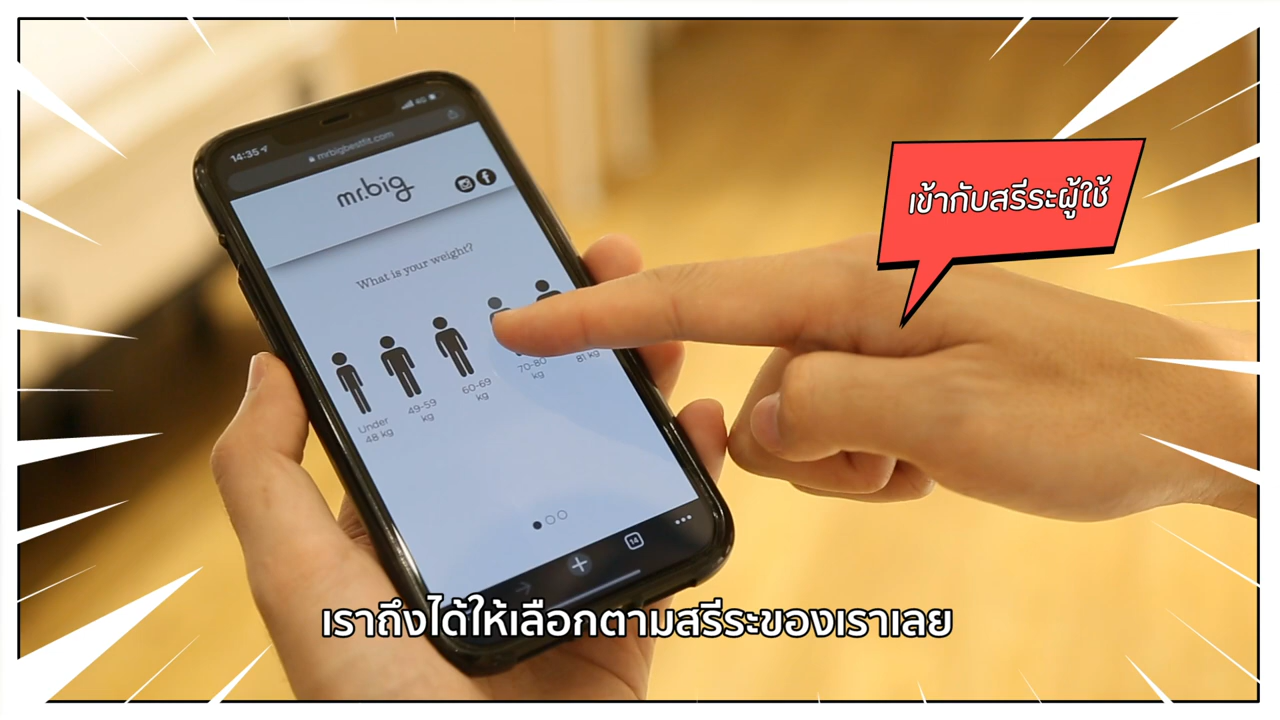 14:35
4G
mrbigbestfit.com
mr.big
What is your weight?
Under
48 kg
49-59
kg
60-69
kg
70-80
kg
81 kg
14
เข้ากับสรีระผู้ใช้
เราถึงได้ให้เลือกตามสรีระของเราเลย